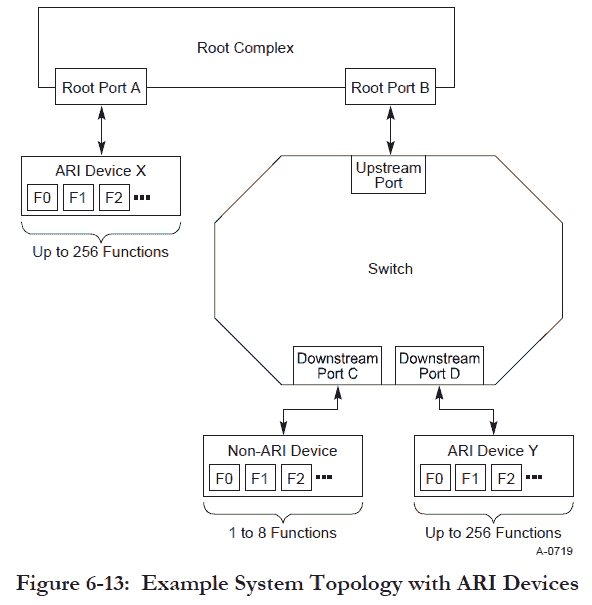 Root Complex
Root Port A
Root Port B
ARI Device X
F0 F1 F2
Up to 256 Functions
Upstream
Port
Switch
Downstream
Port C
Downstream
Port D
Non-ARI Device
F0 F1 F2
1 to 8 Functions
ARI Device Y
F0 F1 F2
Up to 256 Functions
A-0719
Figure 6-13: Example System Topology with ARI Devices